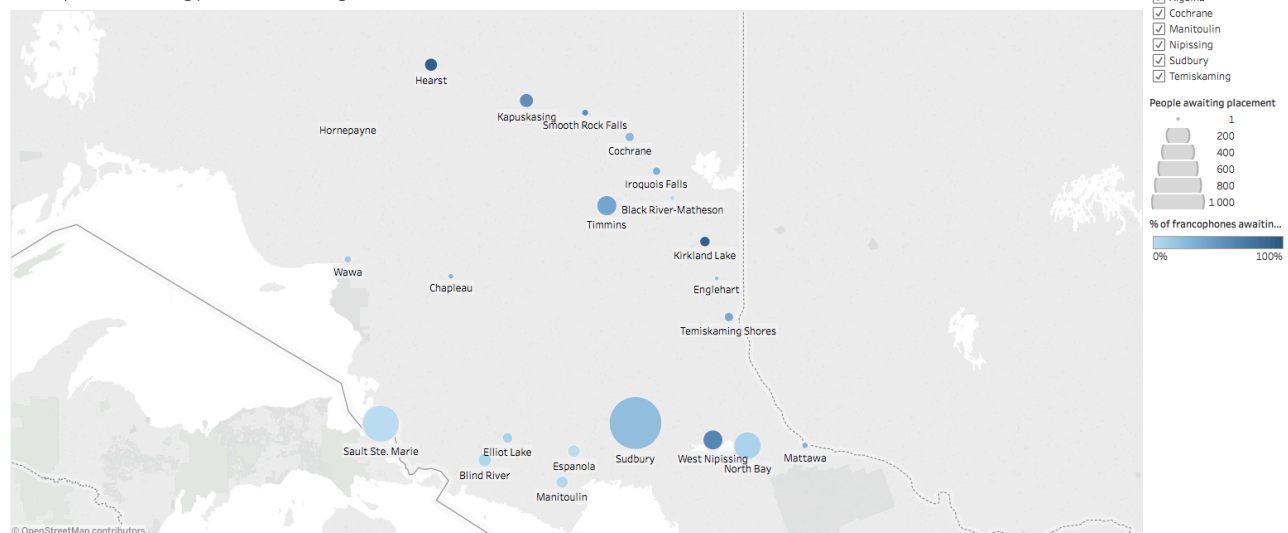 Cochrane
Manitoulin
Nipissing
Sudbury
Temiskaming
People awaiting placement
1
200
400
600
800
1 000
% of francophones awaitin...
0% 100%
Hearst
Kapuskasing
Smooth Rock Falls
Hornepayne
Cochrane
Iroquois Falls
Black River-Matheson
Timmins
Kirkland Lake
Wawa
Chapleau
Englehart
Temiskaming Shores
Sault Ste. Marie
Elliot Lake
Blind River
Espanola
Manitoulin
Sudbury
West Nipissing
North Bay
Mattawa
© OpenStreetMap contributors